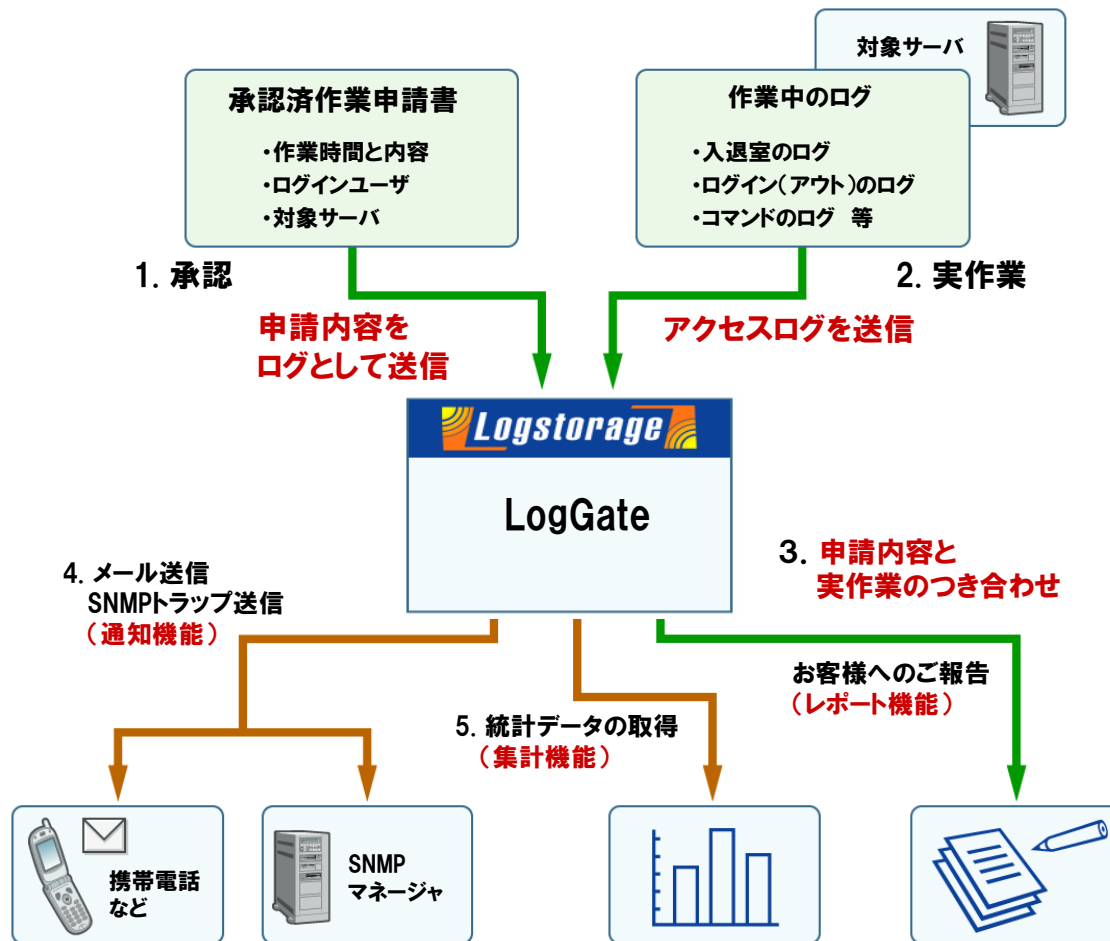 対象サーバ
承認済作業申請書
・作業時間と内容
・ログインユーザ
・対象サーバ
作業中のログ
・入退室のログ
・ログイン（アウト）のログ
・コマンドのログ　等
1. 承認
2. 実作業
申請内容を
ログとして送信
アクセスログを送信
Logstorage
LogGate
3. 申請内容と
実作業のつき合わせ
4. メール送信
SNMPトラップ送信
（通知機能）
お客様へのご報告
（レポート機能）
5. 統計データの取得
（集計機能）
携帯電話
など
SNMP
マネージャ